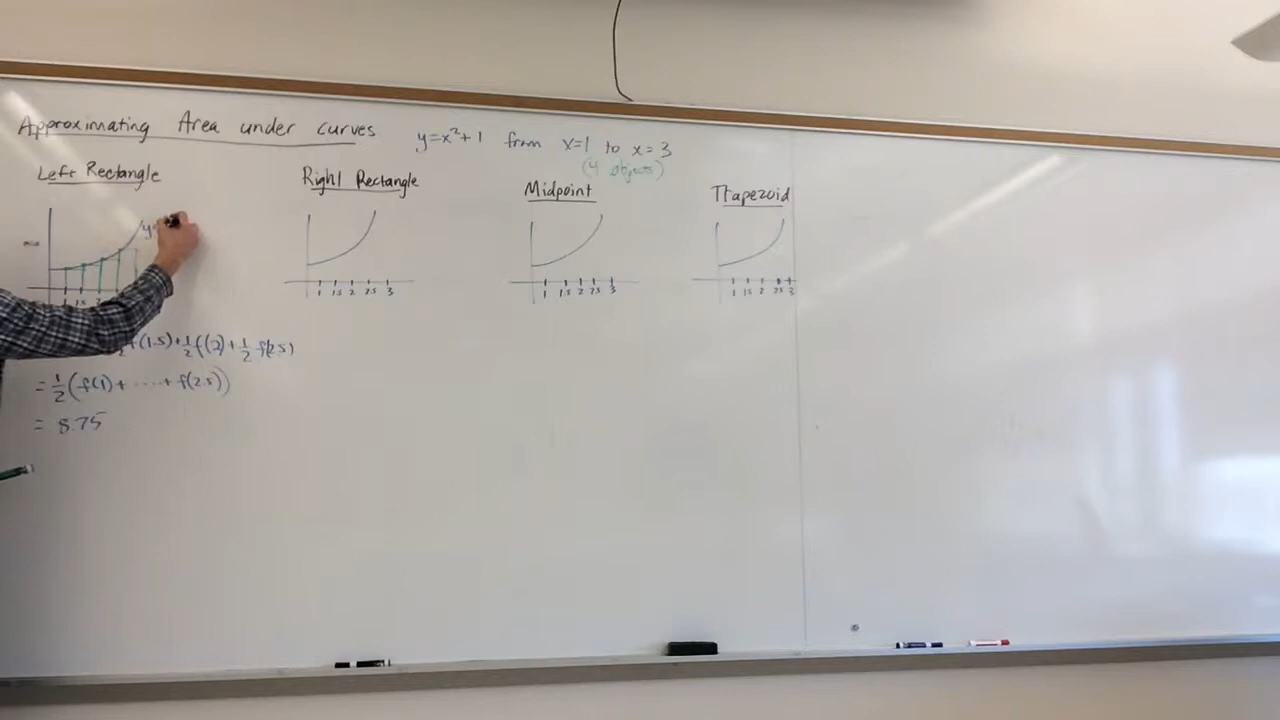 Approximating Area under curves y=x²+1 from x=1 to x=3
(4 objects)
Left Rectangle
Right Rectangle
Midpoint
Trapezoid
y=
1 1.5 2 2.5 3
1 1.5 2 2.5 3
1 1.5 2 2.5 3
f(1.5)+½f(2)+½f(2.5)
=½(f(1)+.....+f(2.5))
= 8.75